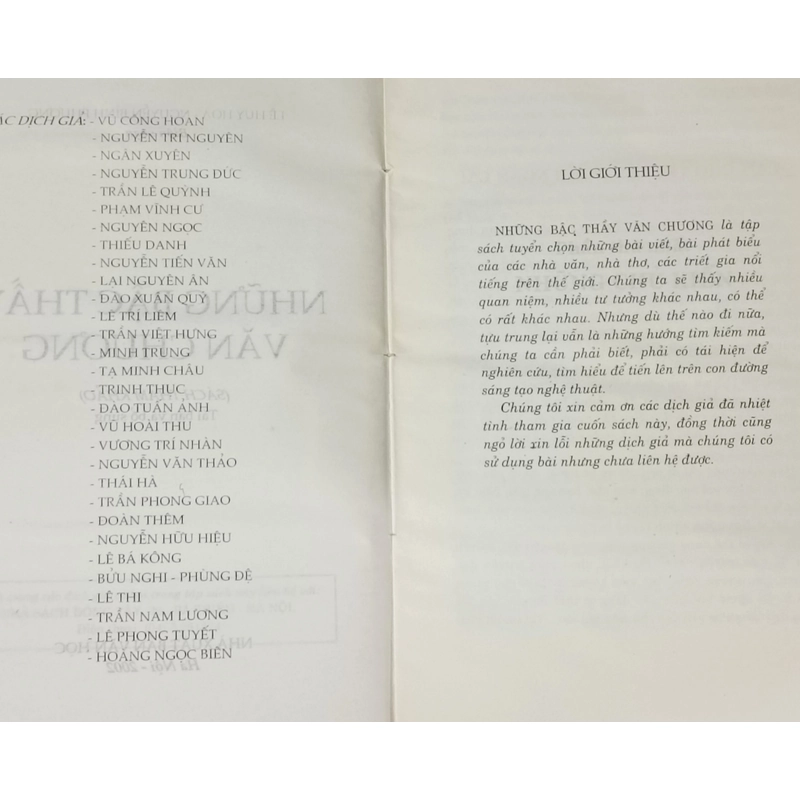 ÁC DỊCH GIẢ: - VŨ CÔNG HOAN
- NGUYỄN TRÍ NGUYÊN
- NGÂN XUYÊN
- NGUYỄN TRUNG ĐỨC
- TRẦN LÊ QUỲNH
- PHẠM VĨNH CƯ
- NGUYÊN NGỌC
- THIẾU DANH
- NGUYỄN TIẾN VĂN
- LẠI NGUYÊN ÂN
- ĐÀO XUÂN QUÝ
- LÊ TRÍ LIÊM
- TRẦN VIỆT HƯNG
- MINH TRUNG
- TẠ MINH CHÂU
- TRINH THỤC
- ĐÀO TUẤN ẢNH
- VŨ HOÀI THU
- VƯƠNG TRÍ NHÀN
- NGUYỄN VĂN THẢO
- THÁI HÀ
- TRẦN PHONG GIAO
- ĐOÀN THÊM
- NGUYỄN HỮU HIỆU
- LÊ BÁ KÔNG
- BỬU NGHI - PHÙNG ĐỆ
- LÊ THI
- TRẦN NAM LƯƠNG
- LÊ PHONG TUYẾT
- HOÀNG NGỌC BIÊN
LỜI GIỚI THIỆU
NHỮNG BẬC THẦY VĂN CHƯƠNG là tập
sách tuyển chọn những bài viết, bài phát biểu
của các nhà văn, nhà thơ, các triết gia nổi
tiếng trên thế giới. Chúng ta sẽ thấy nhiều
quan niệm, nhiều tư tưởng khác nhau, có thể
có rất khác nhau. Nhưng dù thế nào đi nữa,
tựu trung lại vẫn là những hướng tìm kiếm mà
chúng ta cần phải biết, phải có tái hiện để
nghiên cứu, tìm hiểu để tiến lên trên con đường
sáng tạo nghệ thuật.
Chúng tôi xin cảm ơn các dịch giả đã nhiệt
tình tham gia cuốn sách này, đồng thời cũng
ngỏ lời xin lỗi những dịch giả mà chúng tôi có
sử dụng bài nhưng chưa liên hệ được.